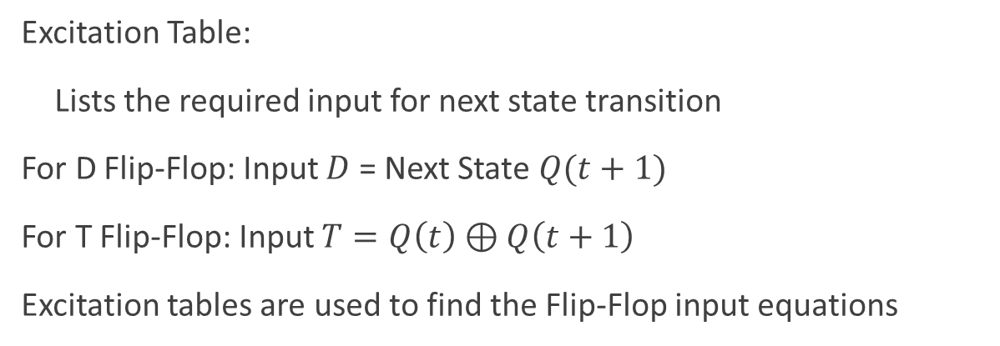 Excitation Table:
Lists the required input for next state transition
For D Flip-Flop: Input D = Next State Q(t + 1)
For T Flip-Flop: Input T = Q(t) ⊕ Q(t + 1)
Excitation tables are used to find the Flip-Flop input equations